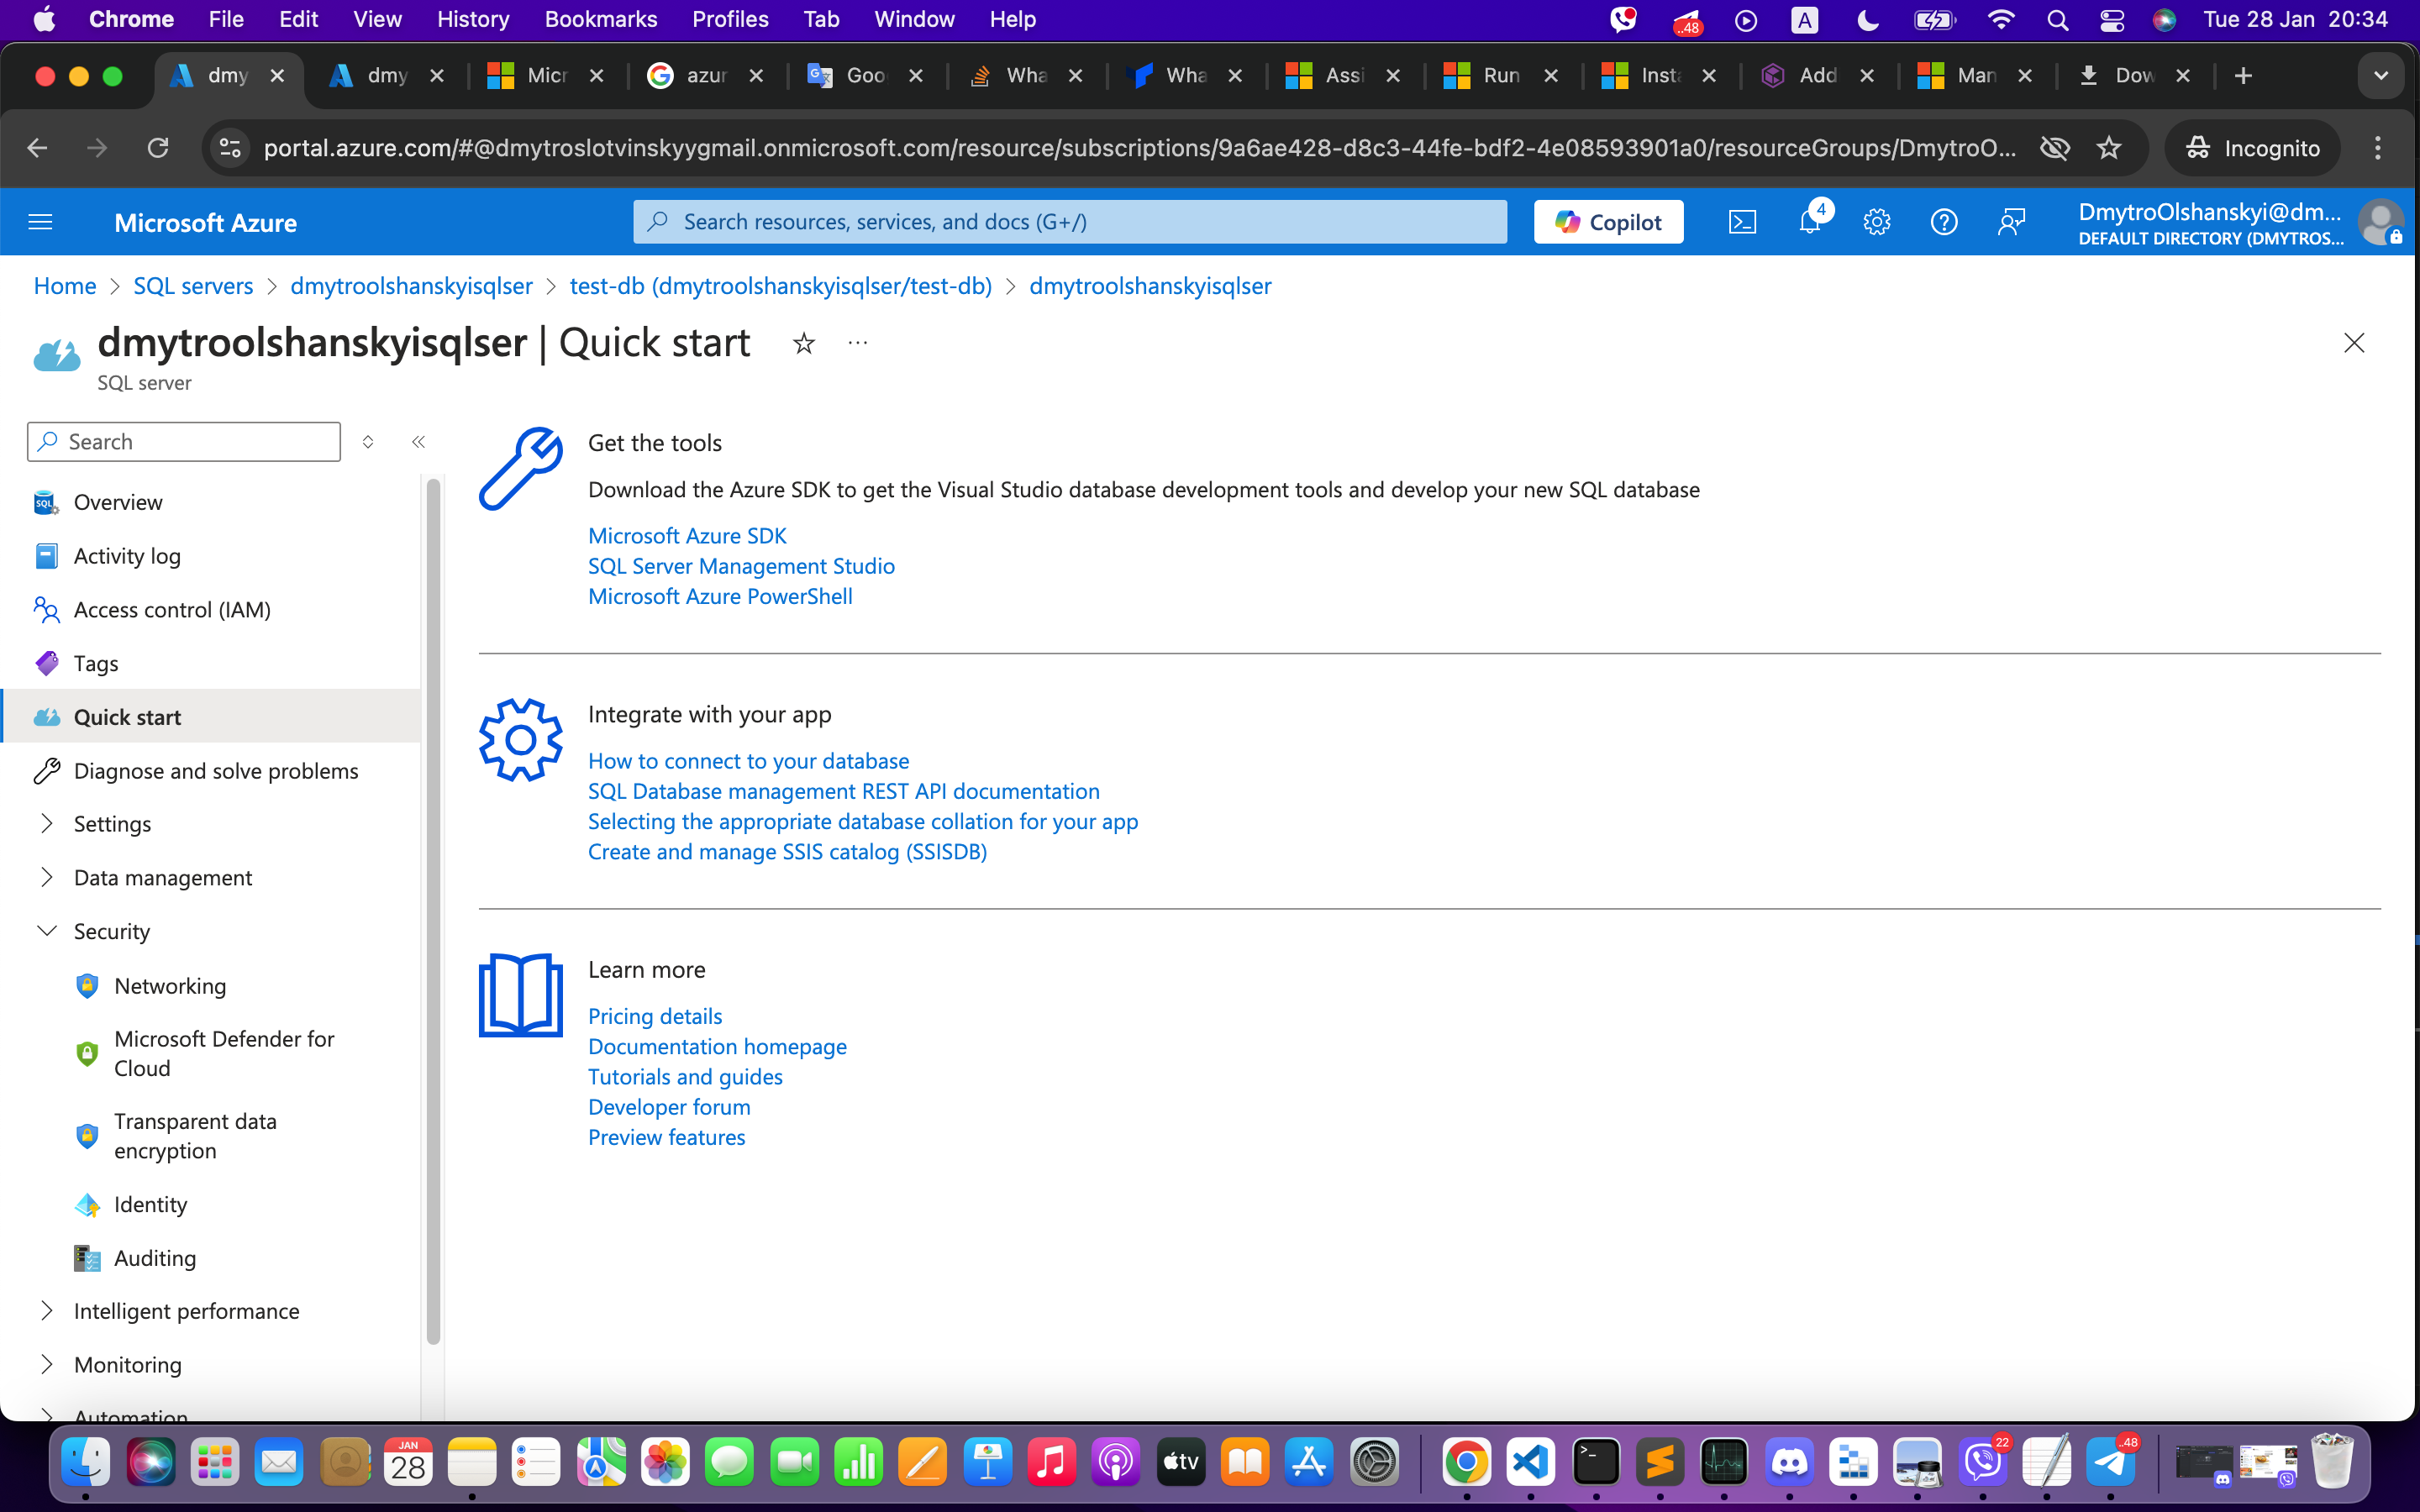 Chrome File Edit View History Bookmarks Profiles Tab Window Help ..48 A Tue 28 Jan 20:34
dmy dmy Micr azur Goo Wha Wha Assi Run Insta Add Man Dow
portal.azure.com/#@dmytroslotvinskyygmail.onmicrosoft.com/resource/subscriptions/9a6ae428-d8c3-44fe-bdf2-4e08593901a0/resourceGroups/DmytroO... Incognito
Microsoft Azure Search resources, services, and docs (G+/) Copilot 4 DmytroOlshanskyi@dm...
DEFAULT DIRECTORY (DMYTROS...
Home > SQL servers > dmytroolshanskyisqlser > test-db (dmytroolshanskyisqlser/test-db) > dmytroolshanskyisqlser
dmytroolshanskyisqlser | Quick start ☆ ...
SQL server
Search
Overview
Activity log
Access control (IAM)
Tags
Quick start
Diagnose and solve problems
Settings
Data management
Security
Networking
Microsoft Defender for
Cloud
Transparent data
encryption
Identity
Auditing
Intelligent performance
Monitoring
Automation
Get the tools
Download the Azure SDK to get the Visual Studio database development tools and develop your new SQL database
Microsoft Azure SDK
SQL Server Management Studio
Microsoft Azure PowerShell
Integrate with your app
How to connect to your database
SQL Database management REST API documentation
Selecting the appropriate database collation for your app
Create and manage SSIS catalog (SSISDB)
Learn more
Pricing details
Documentation homepage
Tutorials and guides
Developer forum
Preview features
JAN
28
tv
22
..48